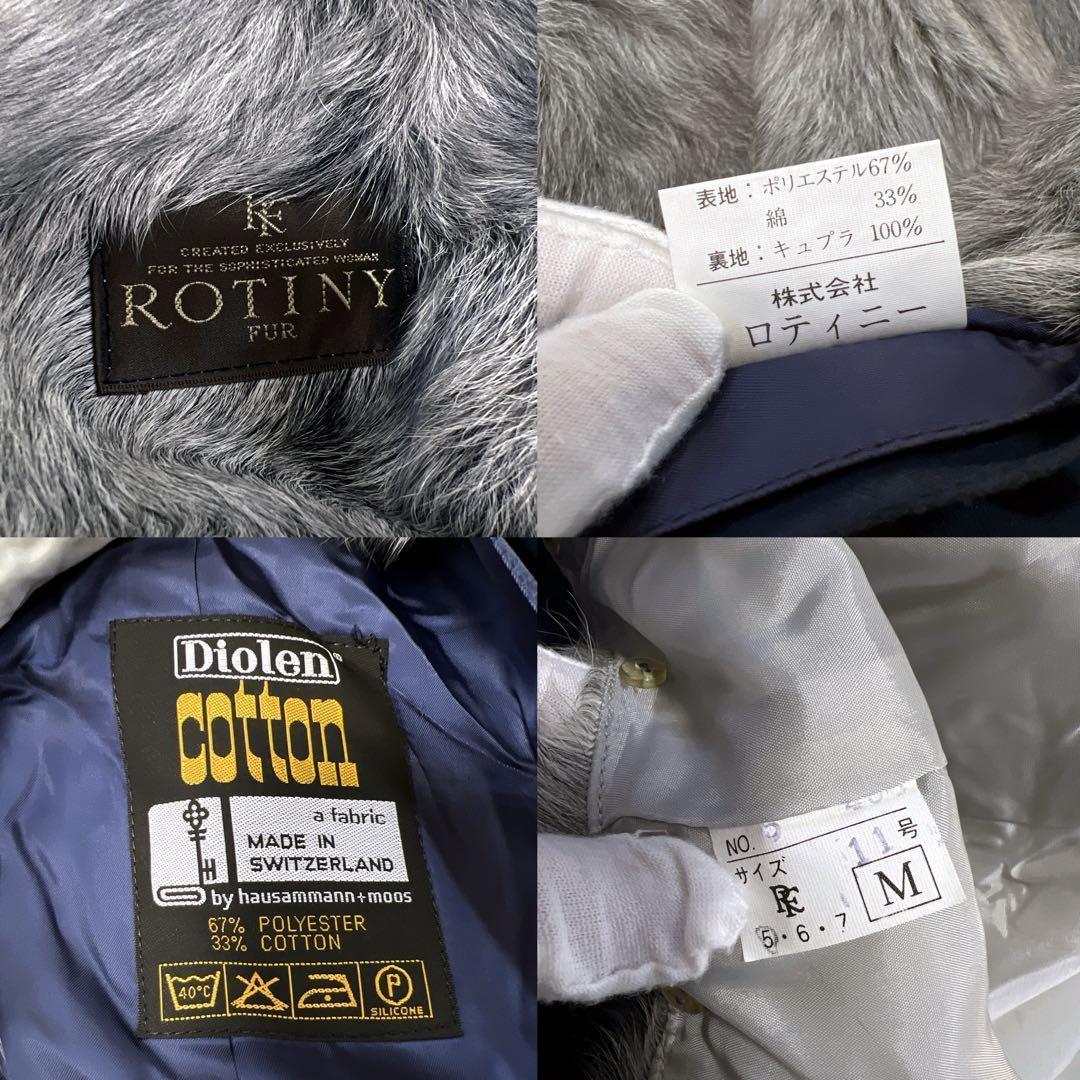 CREATED EXCLUSIVELY
FOR THE SOPHISTICATED WOMAN
ROTINY
FUR
表地：ポリエステル67%
綿 33%
裏地：キュプラ 100%
株式会社
ロティニー
Diolen®
cotton
a fabric
MADE IN
SWITZERLAND
by hausammann+moos
67% POLYESTER
33% COTTON
40°C
P
SILICONE
NO.
サイズ 11号
M
5・6・7